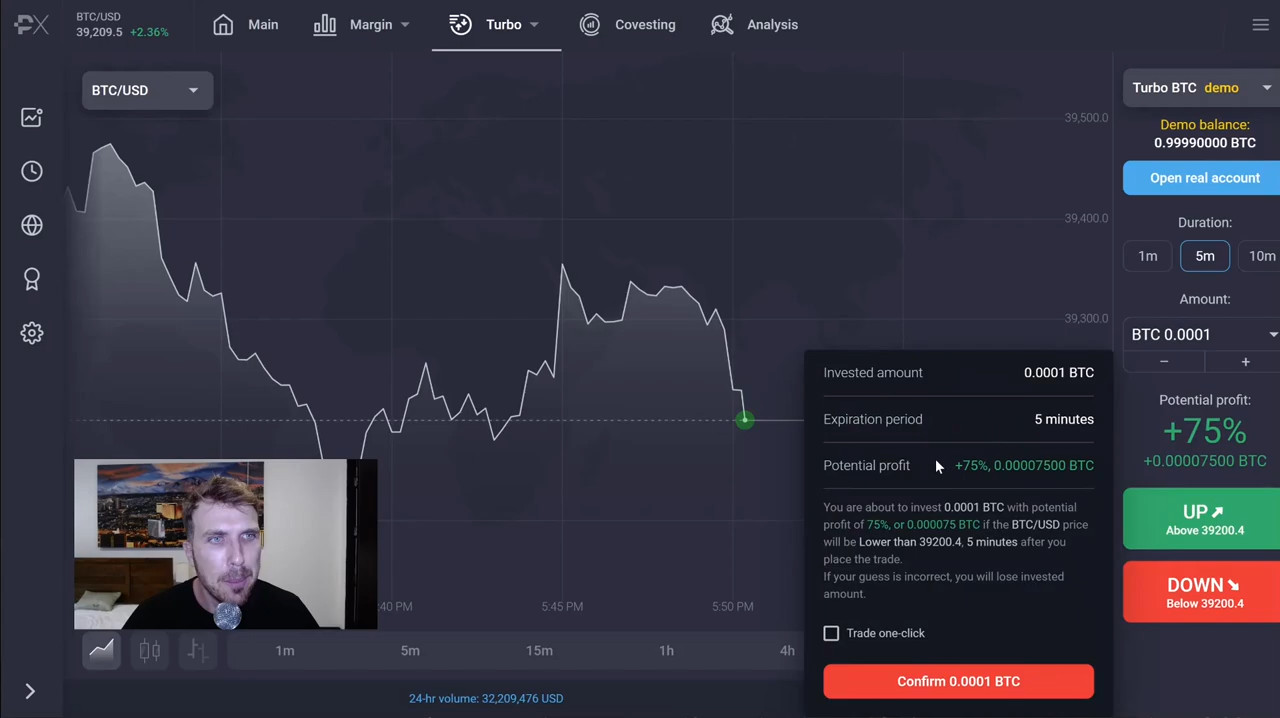 PX
BTC/USD
39,209.5 +2.36%
Main
Margin
Turbo
Covesting
Analysis
BTC/USD
Turbo BTC demo
Demo balance:
0.99990000 BTC
Open real account
Duration:
1m 5m 10m
Amount:
BTC 0.0001
− +
Potential profit:
+75%
+0.00007500 BTC
UP
Above 39200.4
DOWN
Below 39200.4
39,500.0
39,400.0
39,300.0
Invested amount 0.0001 BTC
Expiration period 5 minutes
Potential profit +75%, 0.00007500 BTC
You are about to invest 0.0001 BTC with potential
profit of 75%, or 0.000075 BTC if the BTC/USD price
will be Lower than 39200.4, 5 minutes after you
place the trade.
If your guess is incorrect, you will lose invested
amount.
Trade one-click
Confirm 0.0001 BTC
:40 PM 5:45 PM 5:50 PM
1m 5m 15m 1h 4h
24-hr volume: 32,209,476 USD